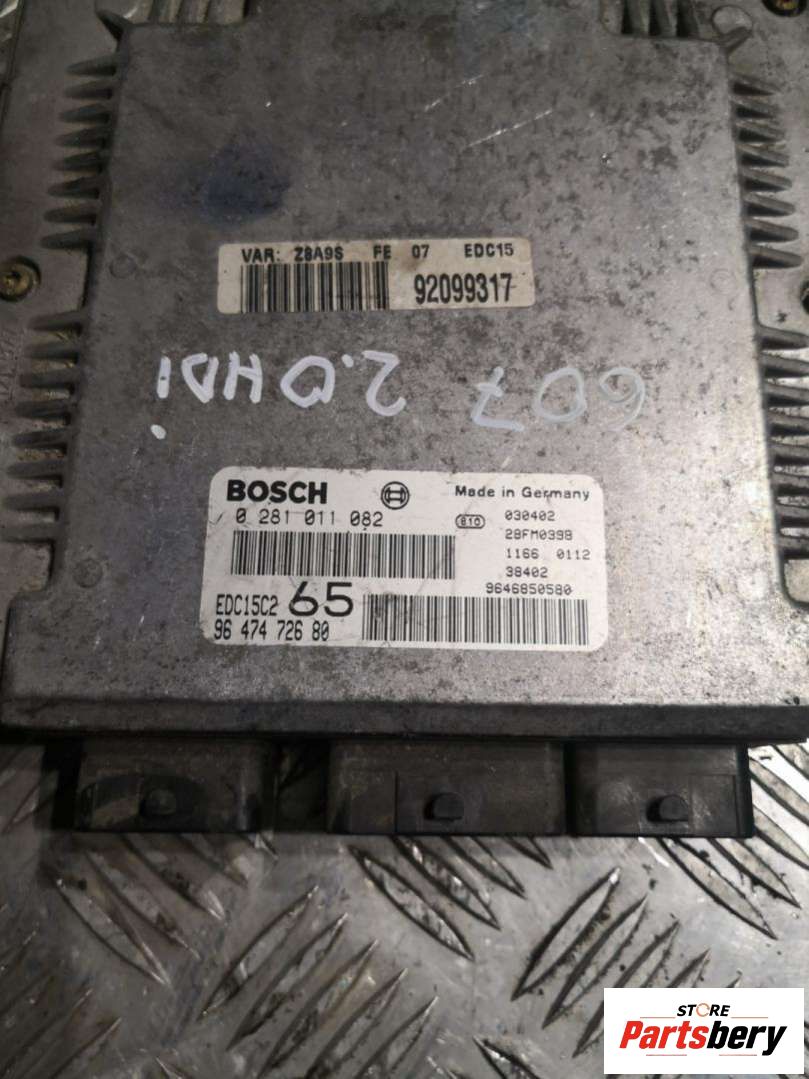 VAR: Z8A9S FE 07 EDC15
92099317
607 2.0HDi
BOSCH Made in Germany
0 281 011 082
e10 030402
28FM0398
1166 0112
38402
9646850580
EDC15C2 65
96 474 726 80
STORE
Partsbery